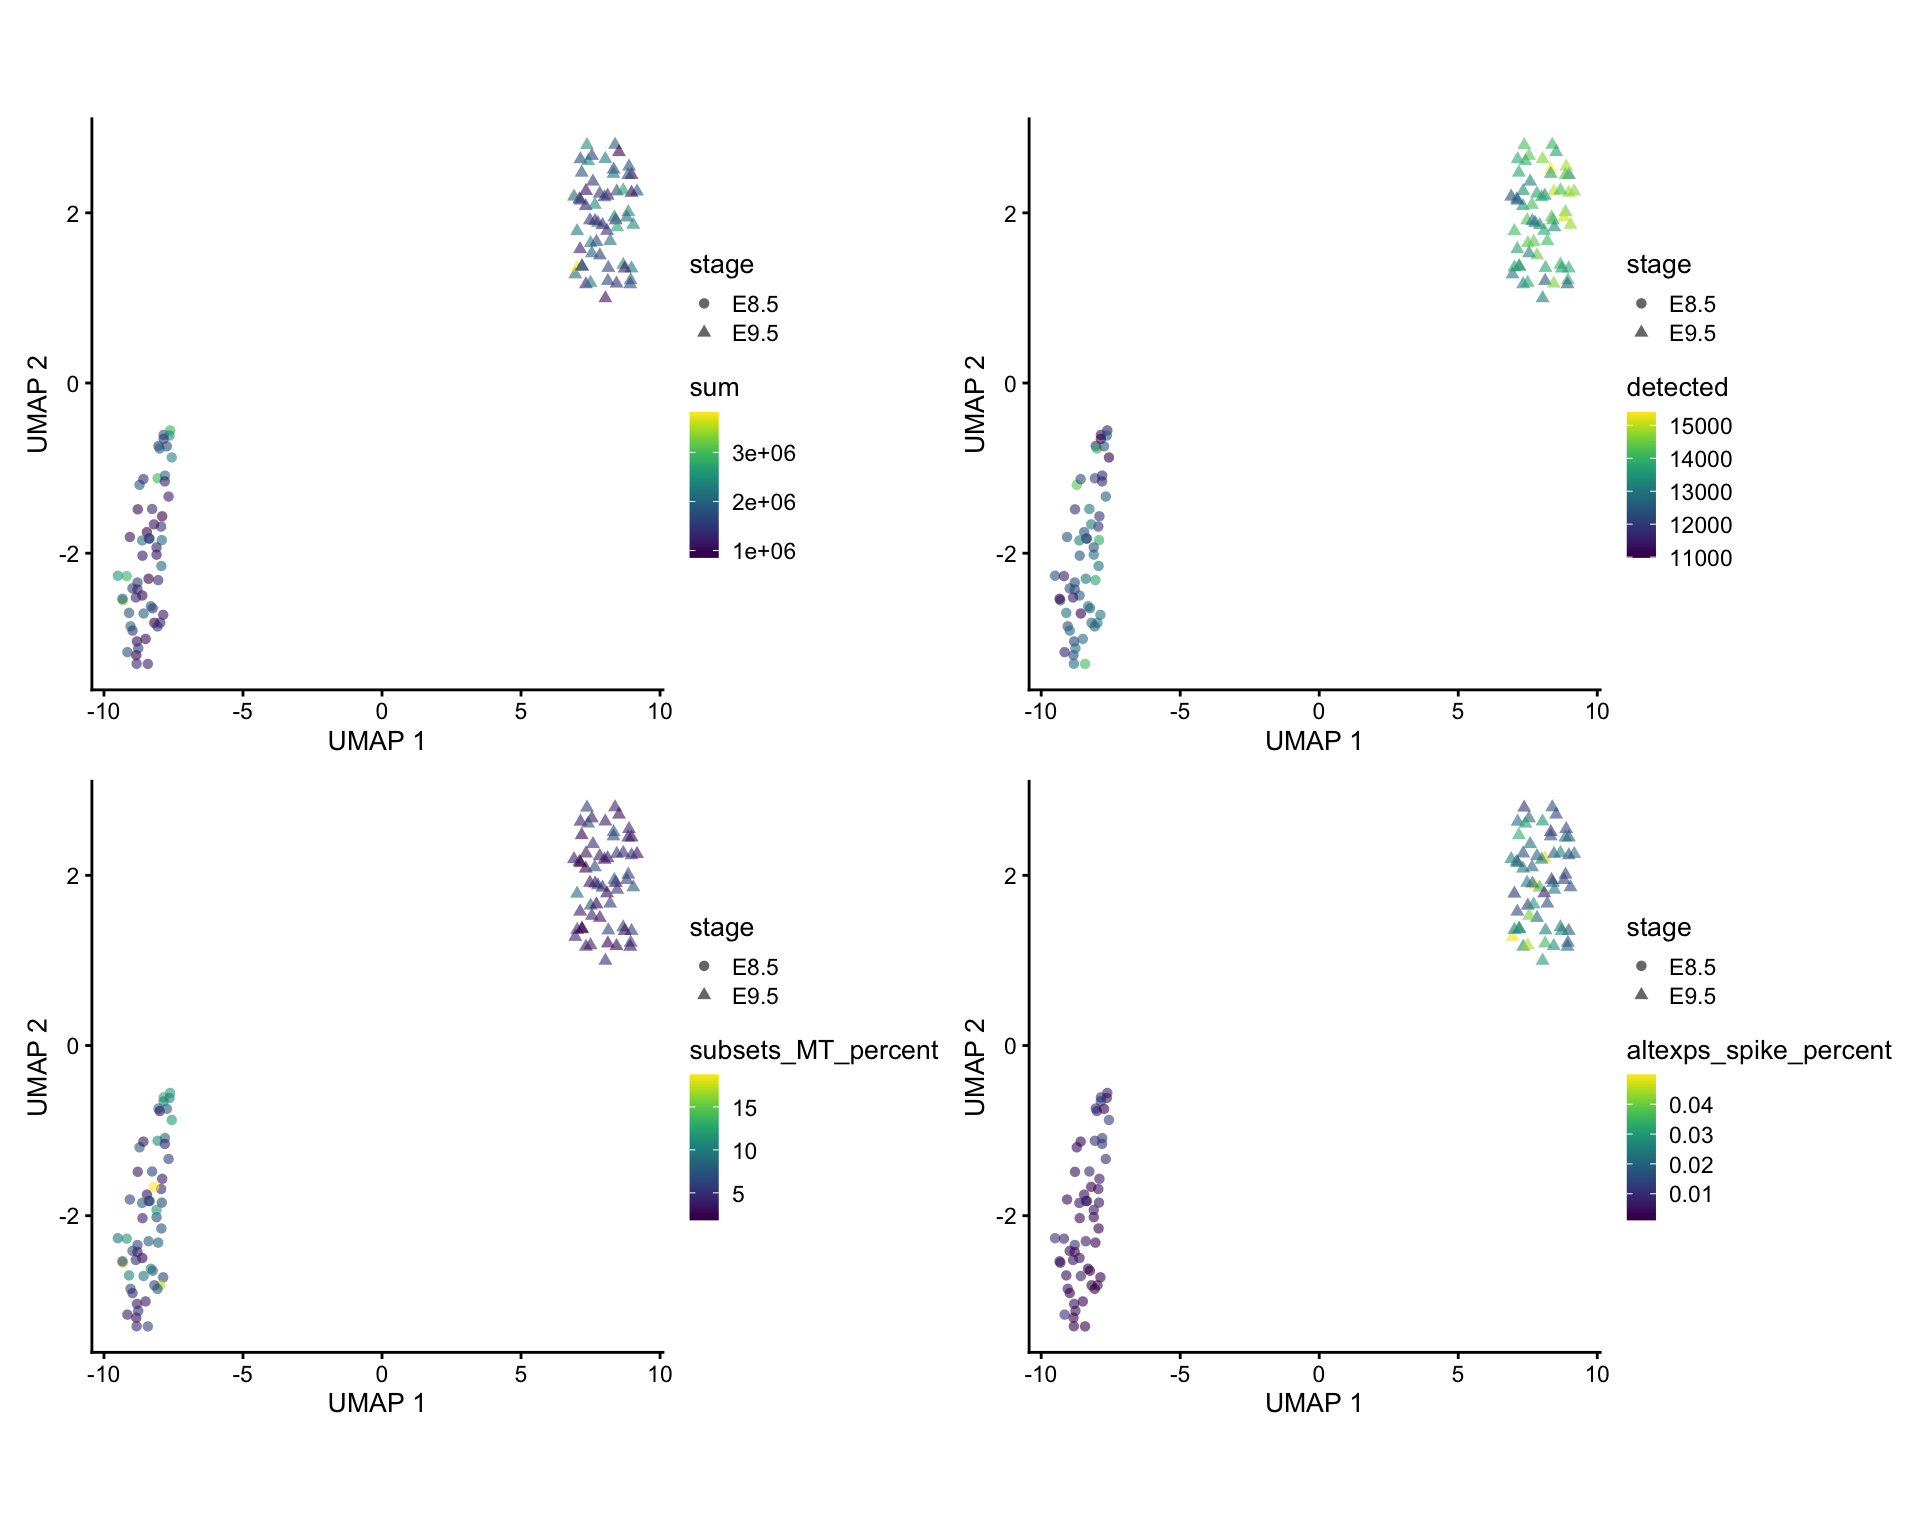 UMAP 2
2
0
-2
-10 -5 0 5 10
UMAP 1
stage
E8.5
E9.5
sum
3e+06
2e+06
1e+06
UMAP 2
2
0
-2
-10 -5 0 5 10
UMAP 1
stage
E8.5
E9.5
detected
15000
14000
13000
12000
11000
UMAP 2
2
0
-2
-10 -5 0 5 10
UMAP 1
stage
E8.5
E9.5
subsets_MT_percent
15
10
5
UMAP 2
2
0
-2
-10 -5 0 5 10
UMAP 1
stage
E8.5
E9.5
altexps_spike_percent
0.04
0.03
0.02
0.01